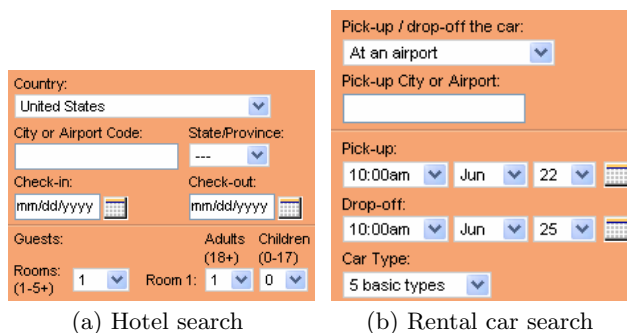 Country:
United States
City or Airport Code: State/Province:
---
Check-in: Check-out:
mm/dd/yyyy mm/dd/yyyy
Guests: Adults Children
(18+) (0-17)
Rooms: 1 Room 1: 1 0
(1-5+)
(a) Hotel search
Pick-up / drop-off the car:
At an airport
Pick-up City or Airport:
Pick-up:
10:00am Jun 22
Drop-off:
10:00am Jun 25
Car Type:
5 basic types
(b) Rental car search